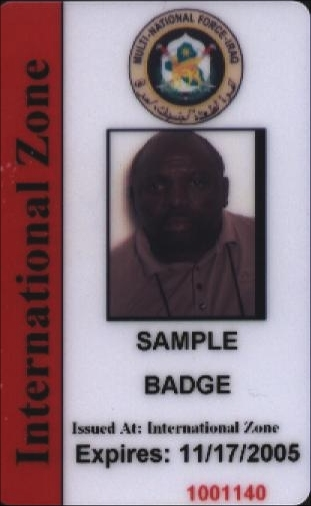 International Zone
MULTI-NATIONAL FORCE-IRAQ
SAMPLE
BADGE
Issued At: International Zone
Expires: 11/17/2005
1001140